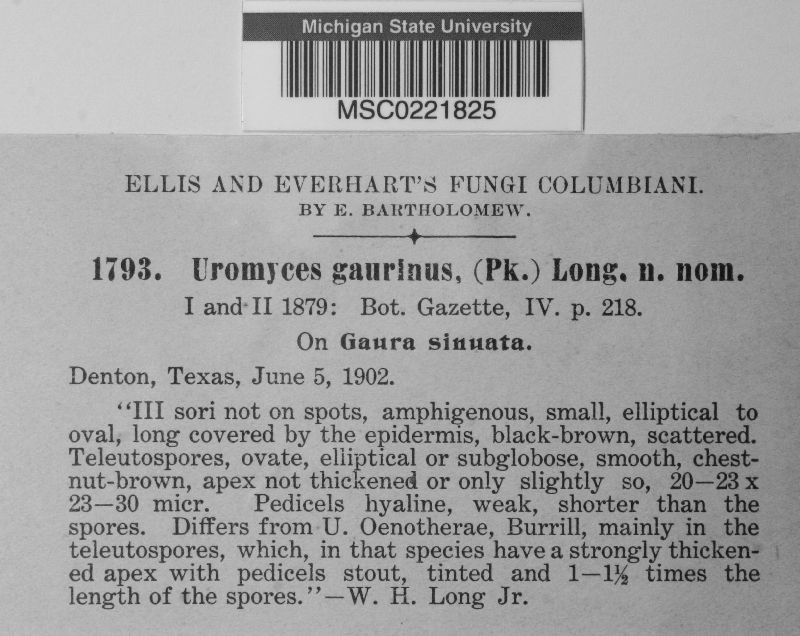 Michigan State University
MSC0221825
ELLIS AND EVERHART'S FUNGI COLUMBIANI.
BY E. BARTHOLOMEW.
1793. Uromyces gaurinus, (Pk.) Long. n. nom.
I and II 1879: Bot. Gazette, IV. p. 218.
On Gaura sinuata.
Denton, Texas, June 5, 1902.
"III sori not on spots, amphigenous, small, elliptical to
oval, long covered by the epidermis, black-brown, scattered.
Teleutospores, ovate, elliptical or subglobose, smooth, chest-
nut-brown, apex not thickened or only slightly so, 20—23 x
23—30 micr. Pedicels hyaline, weak, shorter than the
spores. Differs from U. Oenotherae, Burrill, mainly in the
teleutospores, which, in that species have a strongly thicken-
ed apex with pedicels stout, tinted and 1—1½ times the
length of the spores."—W. H. Long Jr.